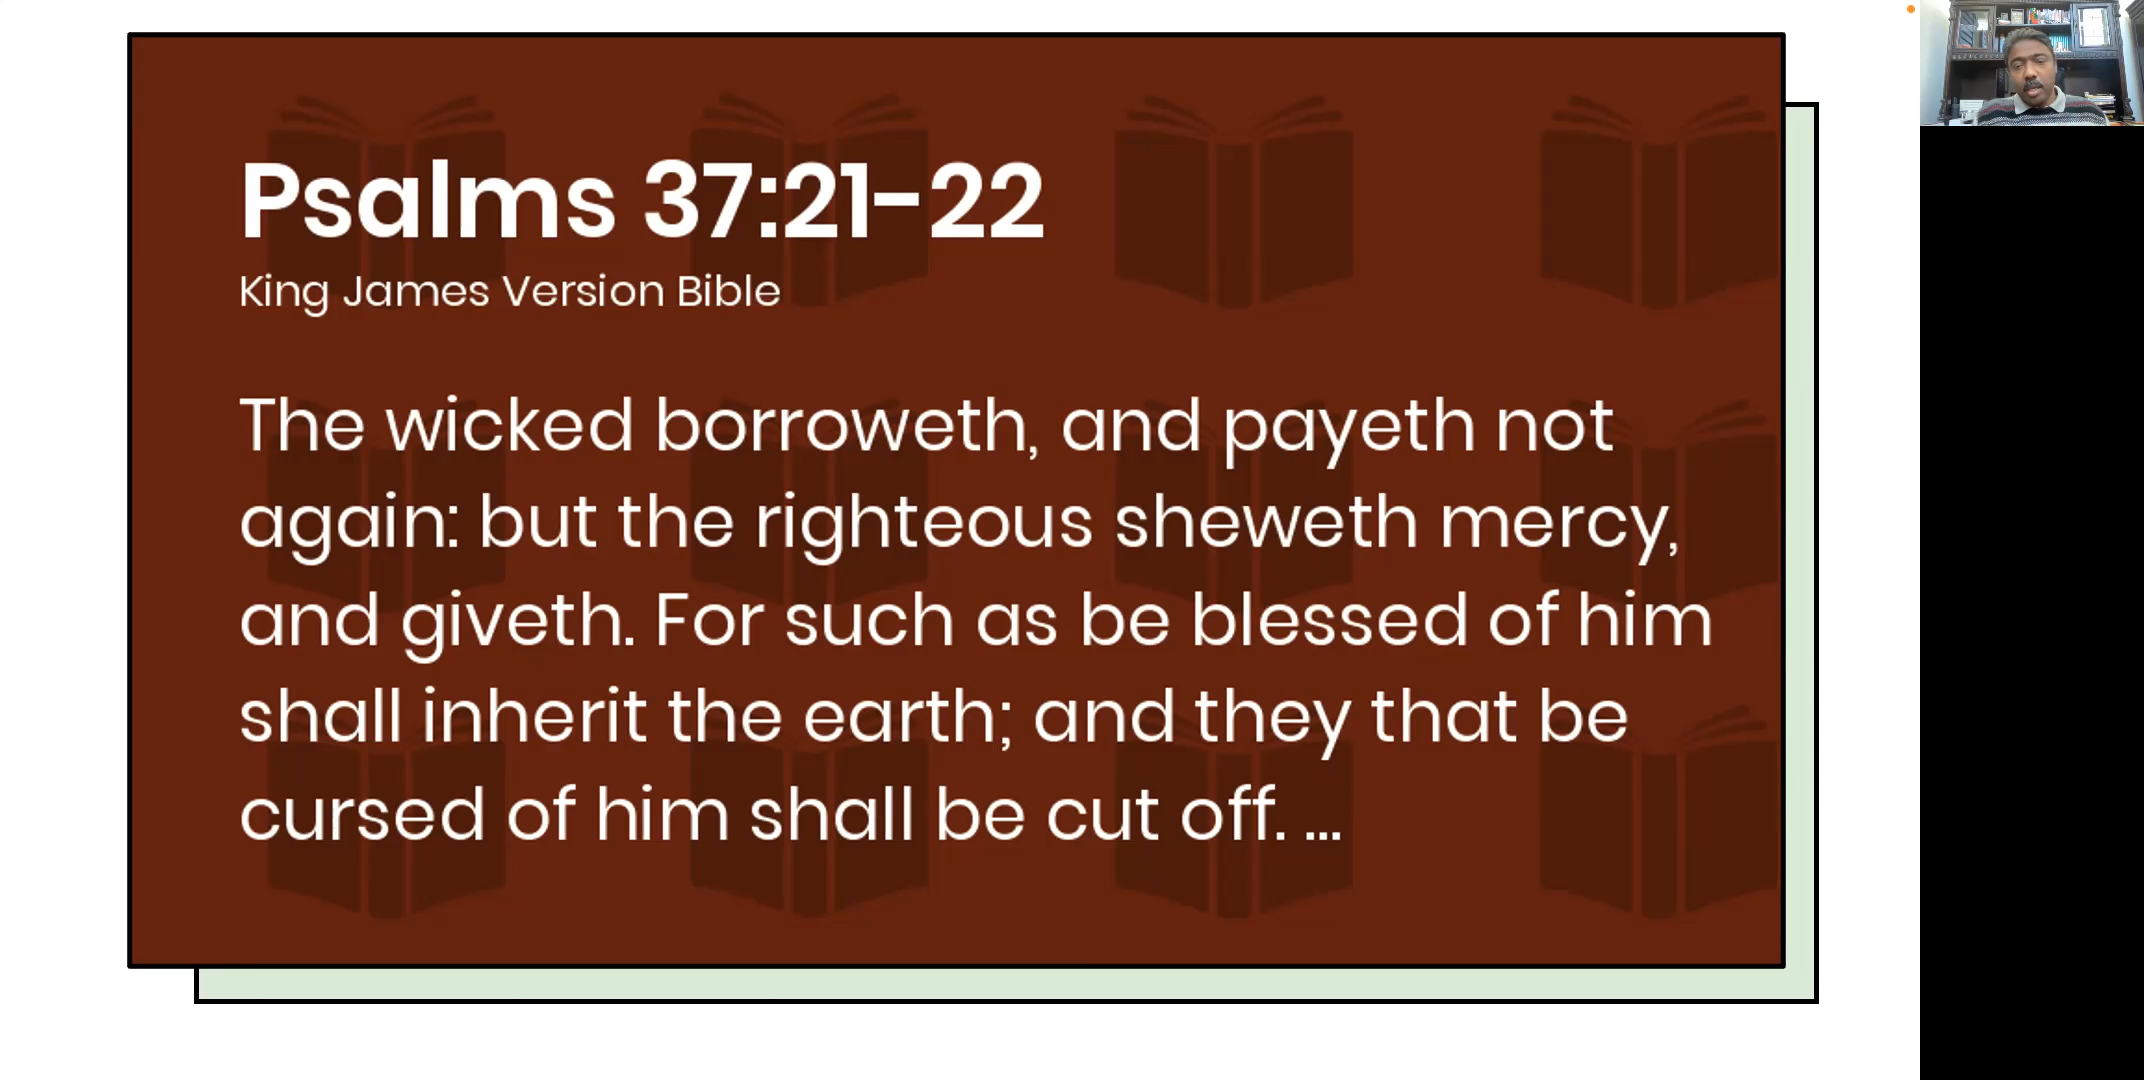 Psalms 37:21-22
King James Version Bible
The wicked borroweth, and payeth not
again: but the righteous sheweth mercy,
and giveth. For such as be blessed of him
shall inherit the earth; and they that be
cursed of him shall be cut off. ...